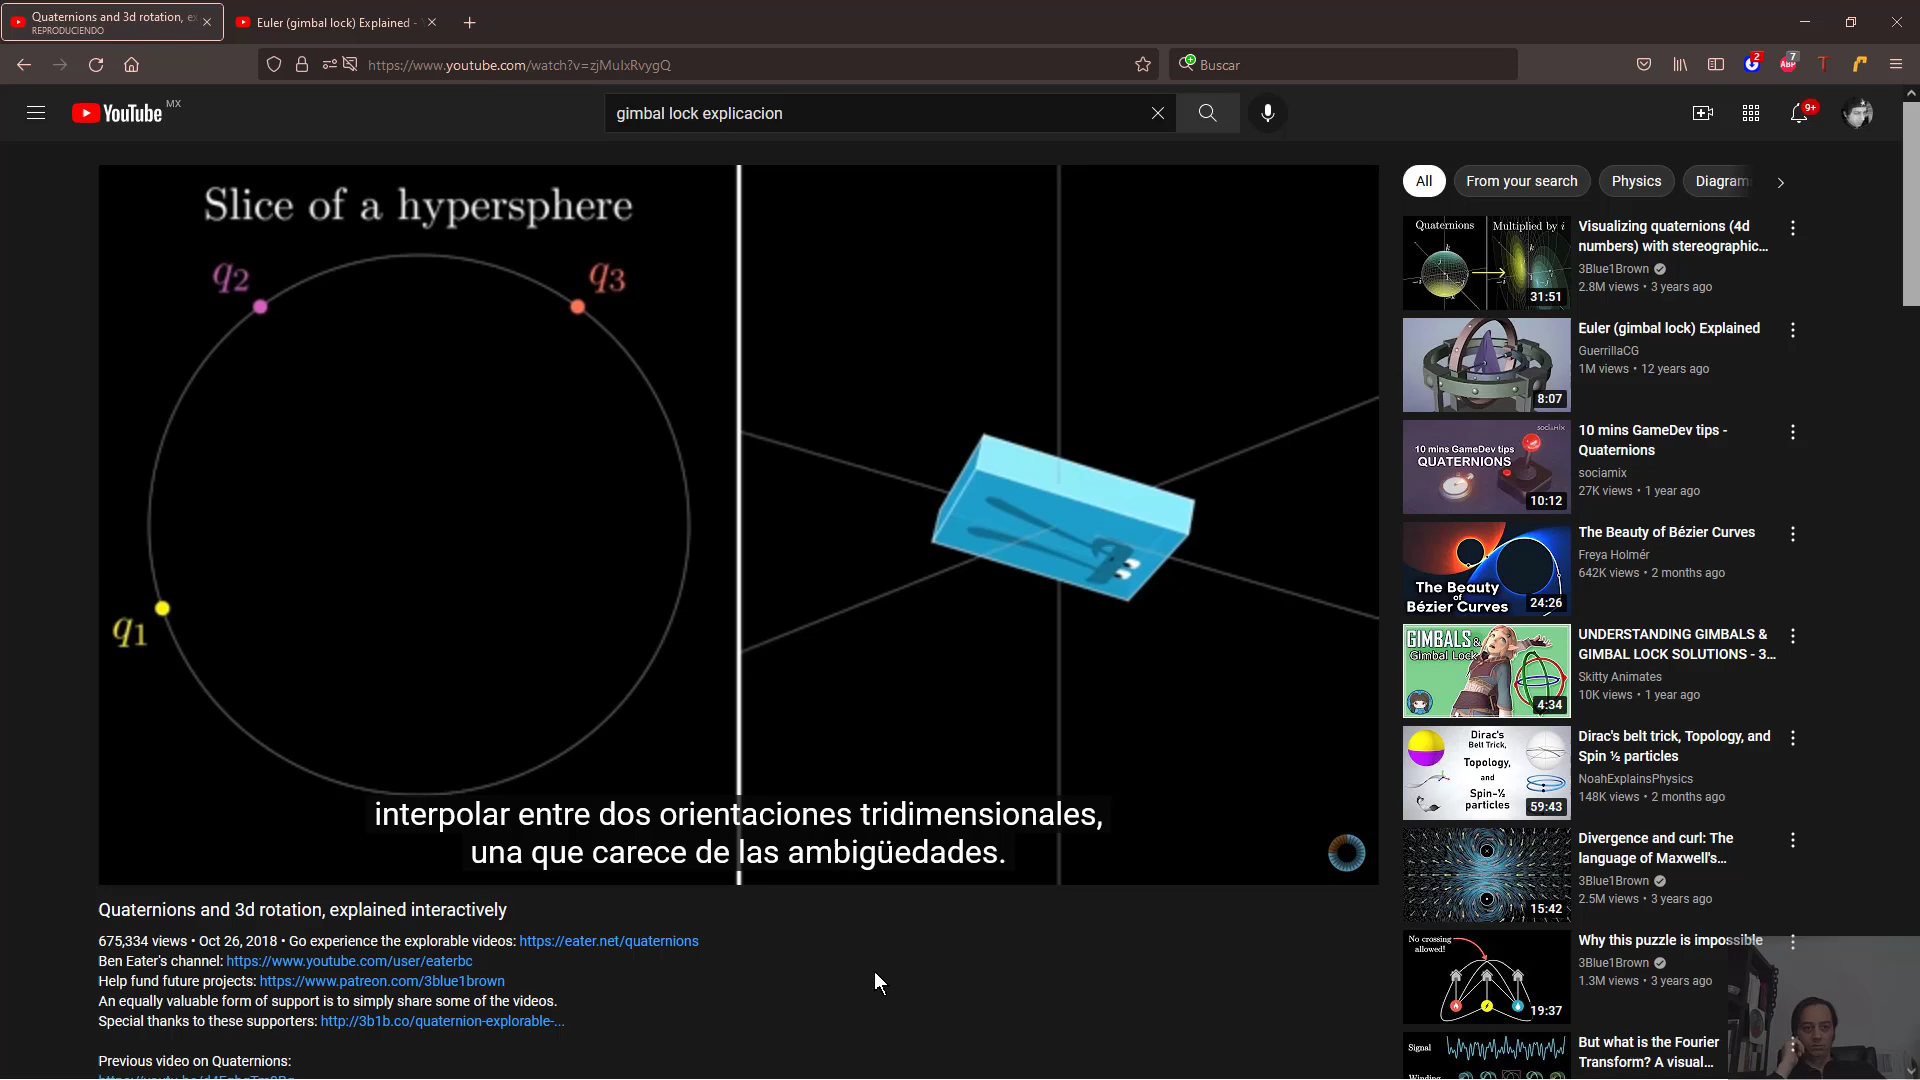 Quaternions and 3d rotation, e
REPRODUCIENDO
Euler (gimbal lock) Explained -
https://www.youtube.com/watch?v=zjMuIxRvygQ
Buscar
2
ABP
7
YouTube
MX
gimbal lock explicacion
9+
Slice of a hypersphere
q2
q3
q1
interpolar entre dos orientaciones tridimensionales,
una que carece de las ambigüedades.
Quaternions and 3d rotation, explained interactively
675,334 views • Oct 26, 2018 • Go experience the explorable videos: https://eater.net/quaternions
Ben Eater's channel: https://www.youtube.com/user/eaterbc
Help fund future projects: https://www.patreon.com/3blue1brown
An equally valuable form of support is to simply share some of the videos.
Special thanks to these supporters: http://3b1b.co/quaternion-explorable-...
Previous video on Quaternions:
All
From your search
Physics
Diagram
Quaternions
Multiplied by i
31:51
Visualizing quaternions (4d
numbers) with stereographic...
3Blue1Brown
2.8M views • 3 years ago
8:07
Euler (gimbal lock) Explained
GuerrillaCG
1M views • 12 years ago
sociamix
10 mins GameDev tips
QUATERNIONS
10:12
10 mins GameDev tips -
Quaternions
sociamix
27K views • 1 year ago
The Beauty
of
Bézier Curves
24:26
The Beauty of Bézier Curves
Freya Holmér
642K views • 2 months ago
GIMBALS &
Gimbal Lock
4:34
UNDERSTANDING GIMBALS &
GIMBAL LOCK SOLUTIONS - 3...
Skitty Animates
10K views • 1 year ago
Dirac's
Belt Trick,
Topology,
and
Spin-½
particles
59:43
Dirac's belt trick, Topology, and
Spin ½ particles
NoahExplainsPhysics
148K views • 2 months ago
15:42
Divergence and curl: The
language of Maxwell's...
3Blue1Brown
2.5M views • 3 years ago
No crossing
allowed!
19:37
Why this puzzle is impossible
3Blue1Brown
1.3M views • 3 years ago
Signal
But what is the Fourier
Transform? A visual...